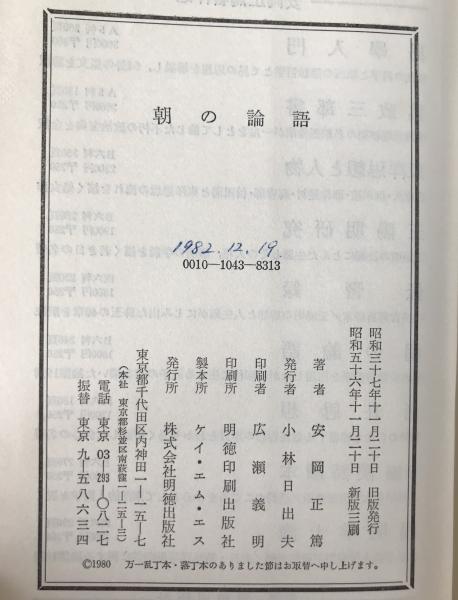 朝の論語
1982.12.19
0010—1043—8313
昭和三十七年十一月二十日 旧版発行
昭和五十六年十一月二十日 新版三刷
著者 安岡正篤
発行者 小林日出夫
印刷者 広瀬義明
印刷所 明徳印刷出版社
製本所 ケイ・エム・エス
発行所 株式会社明徳出版社
東京都千代田区内神田一—一五—七
(本社 東京都杉並区南荻窪一—二五—三)
電話 東京 03—293—〇八二七
振替 東京 九—五八六三四
©1980 万一乱丁本・落丁本のありました節はお取替へ申し上げます。